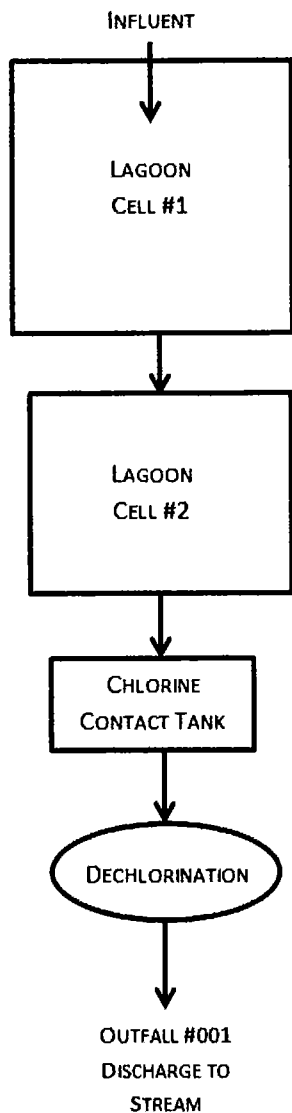 INFLUENT
LAGOON
CELL #1
LAGOON
CELL #2
CHLORINE
CONTACT TANK
DECHLORINATION
OUTFALL #001
DISCHARGE TO
STREAM